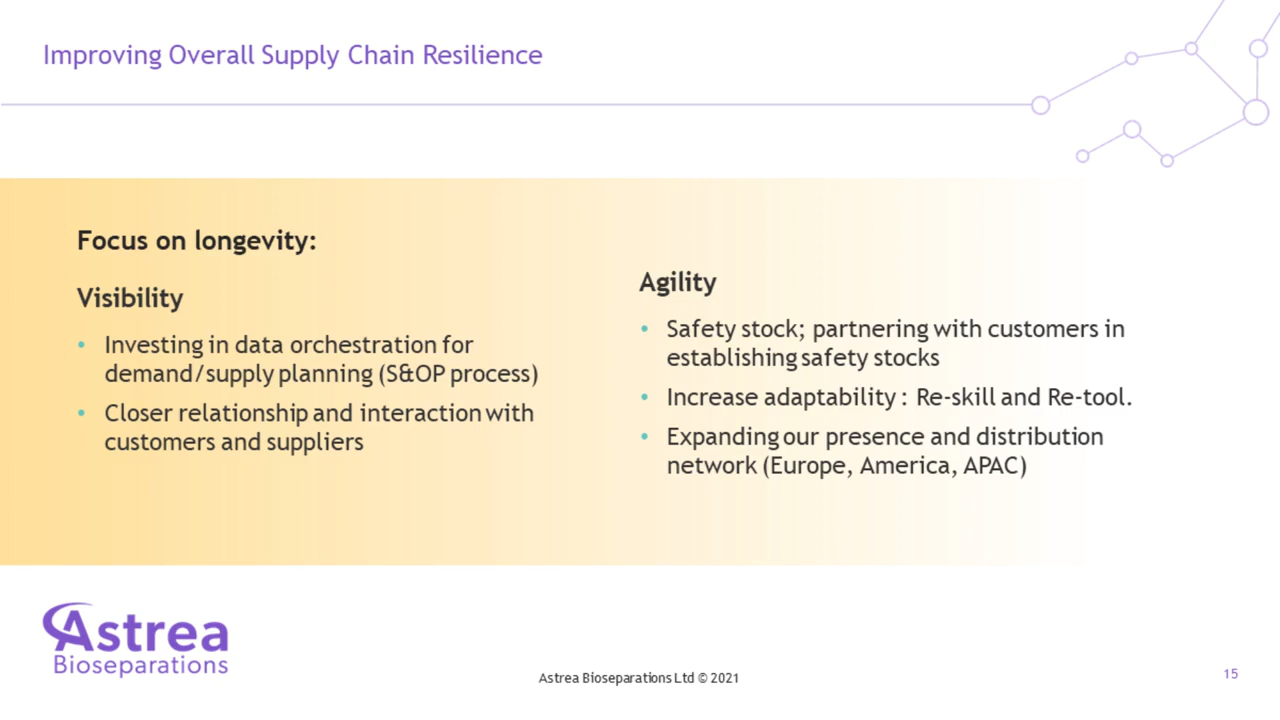 Improving Overall Supply Chain Resilience
Focus on longevity:
Visibility
• Investing in data orchestration for
demand/supply planning (S&OP process)
• Closer relationship and interaction with
customers and suppliers
Agility
• Safety stock; partnering with customers in
establishing safety stocks
• Increase adaptability : Re-skill and Re-tool.
• Expanding our presence and distribution
network (Europe, America, APAC)
Astrea
Bioseparations
Astrea Bioseparations Ltd © 2021
15